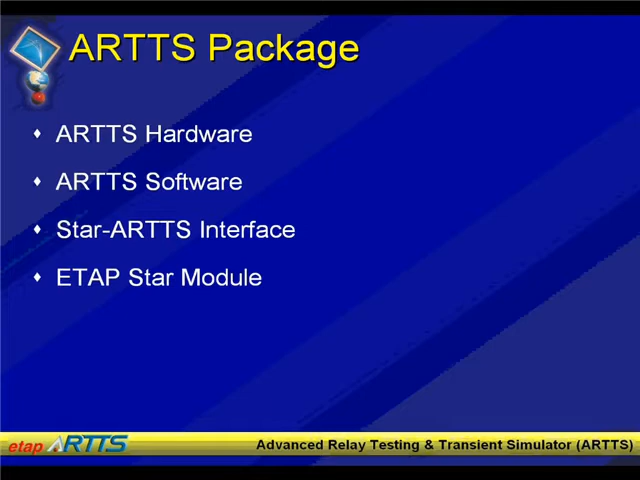 ARTTS Package
ARTTS Hardware
ARTTS Software
Star-ARTTS Interface
ETAP Star Module
etap ARTTS
Advanced Relay Testing & Transient Simulator (ARTTS)